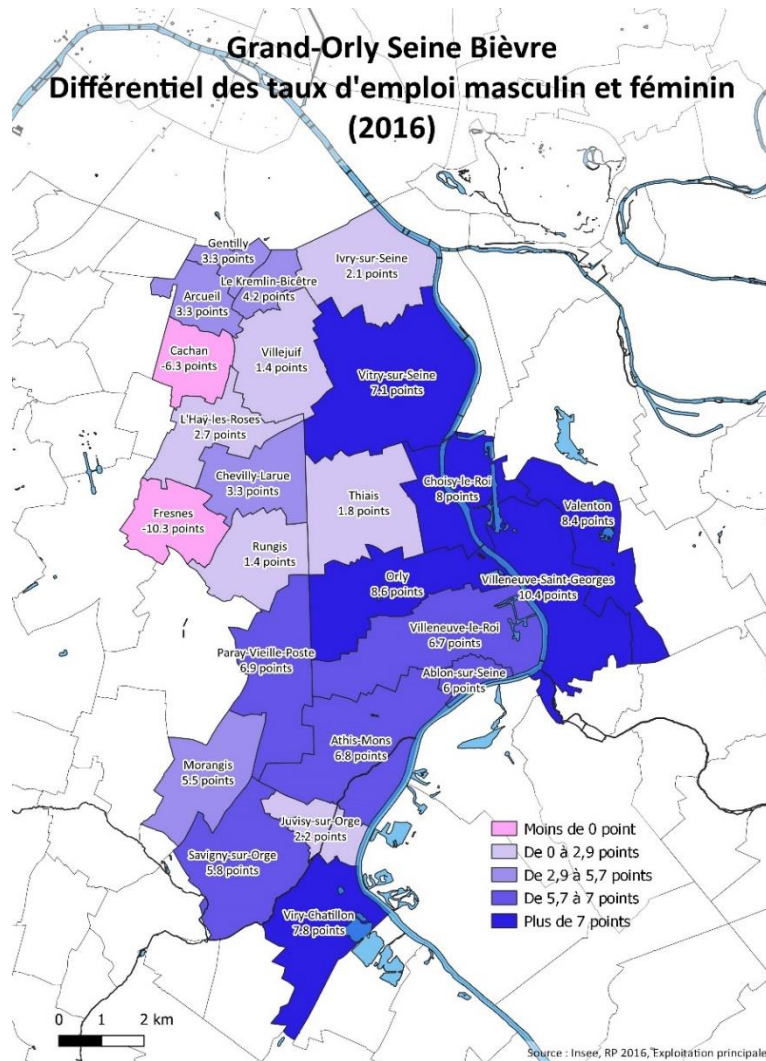 Grand-Orly Seine Bièvre
Différentiel des taux d'emploi masculin et féminin
(2016)
Gentilly
3.3 points
Ivry-sur-Seine
2.1 points
Le Kremlin-Bicêtre
4.2 points
Arcueil
3.3 points
Cachan
-6.3 points
Villejuif
1.4 points
Vitry-sur-Seine
7.1 points
L'Haÿ-les-Roses
2.7 points
Chevilly-Larue
3.3 points
Thiais
1.8 points
Choisy-le-Roi
8 points
Valenton
8.4 points
Fresnes
-10.3 points
Rungis
1.4 points
Orly
8.6 points
Villeneuve-Saint-Georges
10.4 points
Villeneuve-le-Roi
6.7 points
Paray-Vieille-Poste
6.9 points
Ablon-sur-Seine
6 points
Athis-Mons
6.8 points
Morangis
5.5 points
Juvisy-sur-Orge
2.2 points
Savigny-sur-Orge
5.8 points
Viry-Chatillon
7.8 points
Moins de 0 point
De 0 à 2,9 points
De 2,9 à 5,7 points
De 5,7 à 7 points
Plus de 7 points
0 1 2 km
Source : Insee, RP 2016, Exploitation principale